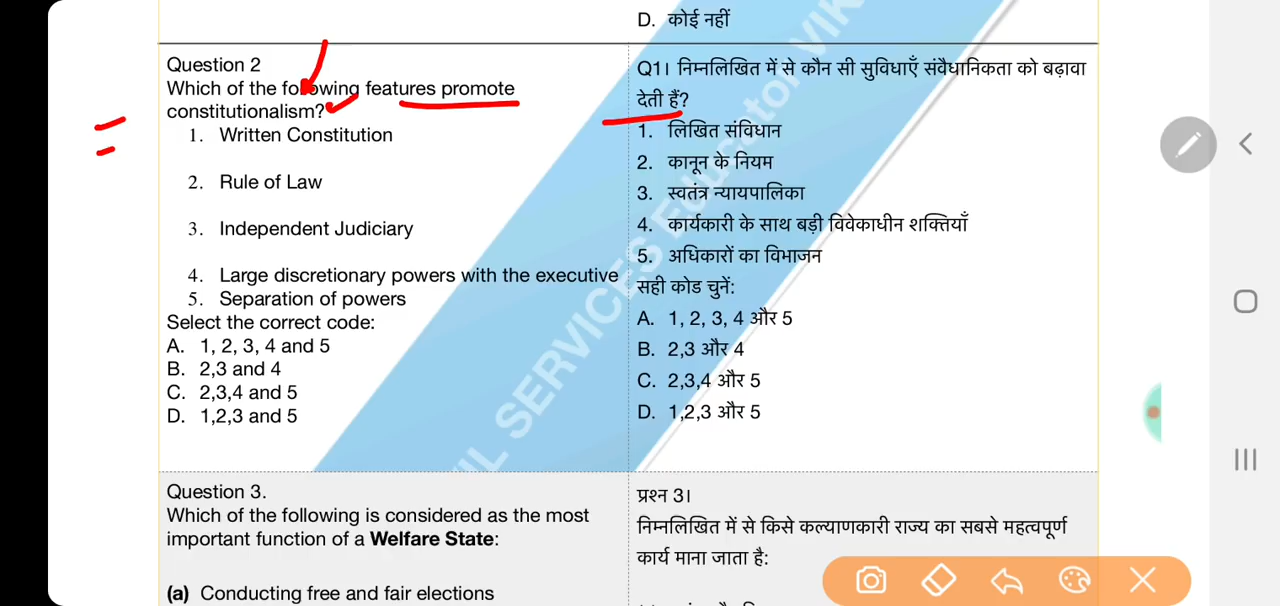 D. कोई नहीं
Question 2
Which of the following features promote
constitutionalism?
1. Written Constitution
2. Rule of Law
3. Independent Judiciary
4. Large discretionary powers with the executive
5. Separation of powers
Select the correct code:
A. 1, 2, 3, 4 and 5
B. 2,3 and 4
C. 2,3,4 and 5
D. 1,2,3 and 5
Q1। निम्नलिखित में से कौन सी सुविधाएँ संवैधानिकता को बढ़ावा
देती हैं?
1. लिखित संविधान
2. कानून के नियम
3. स्वतंत्र न्यायपालिका
4. कार्यकारी के साथ बड़ी विवेकाधीन शक्तियाँ
5. अधिकारों का विभाजन
सही कोड चुनें:
A. 1, 2, 3, 4 और 5
B. 2,3 और 4
C. 2,3,4 और 5
D. 1,2,3 और 5
Question 3.
Which of the following is considered as the most
important function of a Welfare State:
(a) Conducting free and fair elections
प्रश्न 3।
निम्नलिखित में से किसे कल्याणकारी राज्य का सबसे महत्वपूर्ण
कार्य माना जाता है:
SERVICES Educator